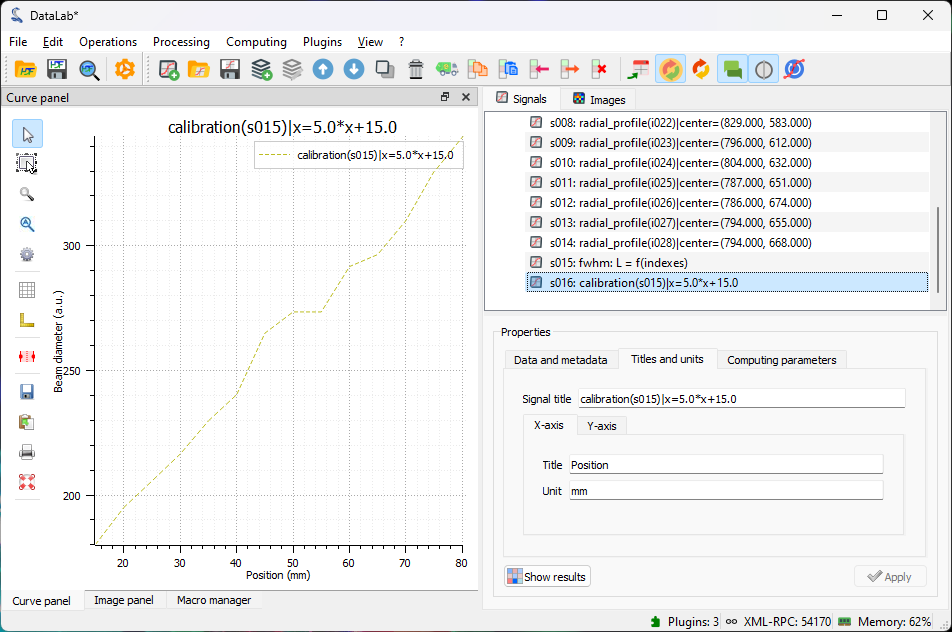 DataLab*
File Edit Operations Processing Computing Plugins View ?
Curve panel
calibration(s015)|x=5.0*x+15.0
calibration(s015)|x=5.0*x+15.0
300
250
200
Beam diameter (a.u.)
20 30 40 50 60 70 80
Position (mm)
Curve panel Image panel Macro manager
Signals Images
s008: radial_profile(i022)|center=(829.000, 583.000)
s009: radial_profile(i023)|center=(796.000, 612.000)
s010: radial_profile(i024)|center=(804.000, 632.000)
s011: radial_profile(i025)|center=(787.000, 651.000)
s012: radial_profile(i026)|center=(786.000, 674.000)
s013: radial_profile(i027)|center=(794.000, 655.000)
s014: radial_profile(i028)|center=(794.000, 668.000)
s015: fwhm: L = f(indexes)
s016: calibration(s015)|x=5.0*x+15.0
Properties
Data and metadata Titles and units Computing parameters
Signal title calibration(s015)|x=5.0*x+15.0
X-axis Y-axis
Title Position
Unit mm
Show results Apply
Plugins: 3 XML-RPC: 54170 Memory: 62%